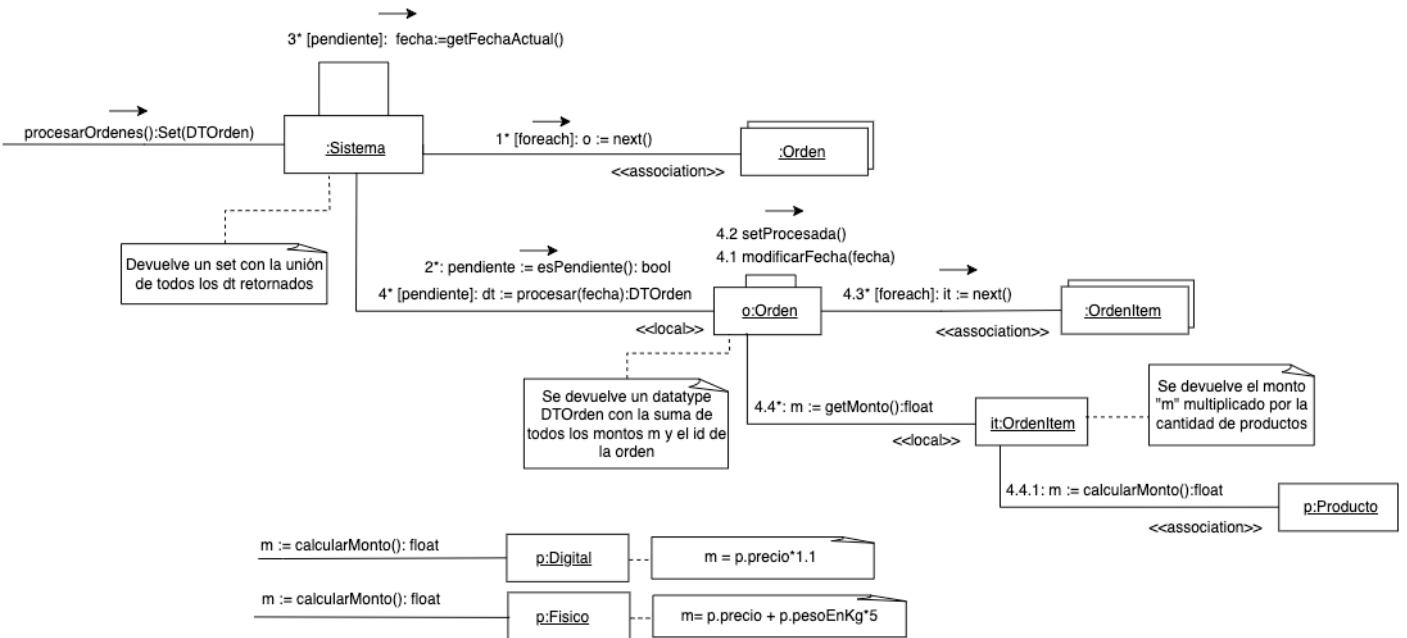 3* [pendiente]:  fecha:=getFechaActual()
procesarOrdenes():Set(DTOrden)
:Sistema
1* [foreach]: o := next()
<<association>>
:Orden
Devuelve un set con la unión
de todos los dt retornados
2*: pendiente := esPendiente(): bool
4* [pendiente]: dt := procesar(fecha):DTOrden
<<local>>
4.2 setProcesada()
4.1 modificarFecha(fecha)
o:Orden
4.3* [foreach]: it := next()
<<association>>
:OrdenItem
Se devuelve un datatype
DTOrden con la suma de
todos los montos m y el id de
la orden
4.4*: m := getMonto():float
<<local>>
it:OrdenItem
Se devuelve el monto
"m" multiplicado por la
cantidad de productos
4.4.1: m := calcularMonto():float
<<association>>
p:Producto
m := calcularMonto(): float
p:Digital
m = p.precio*1.1
m := calcularMonto(): float
p:Fisico
m= p.precio + p.pesoEnKg*5